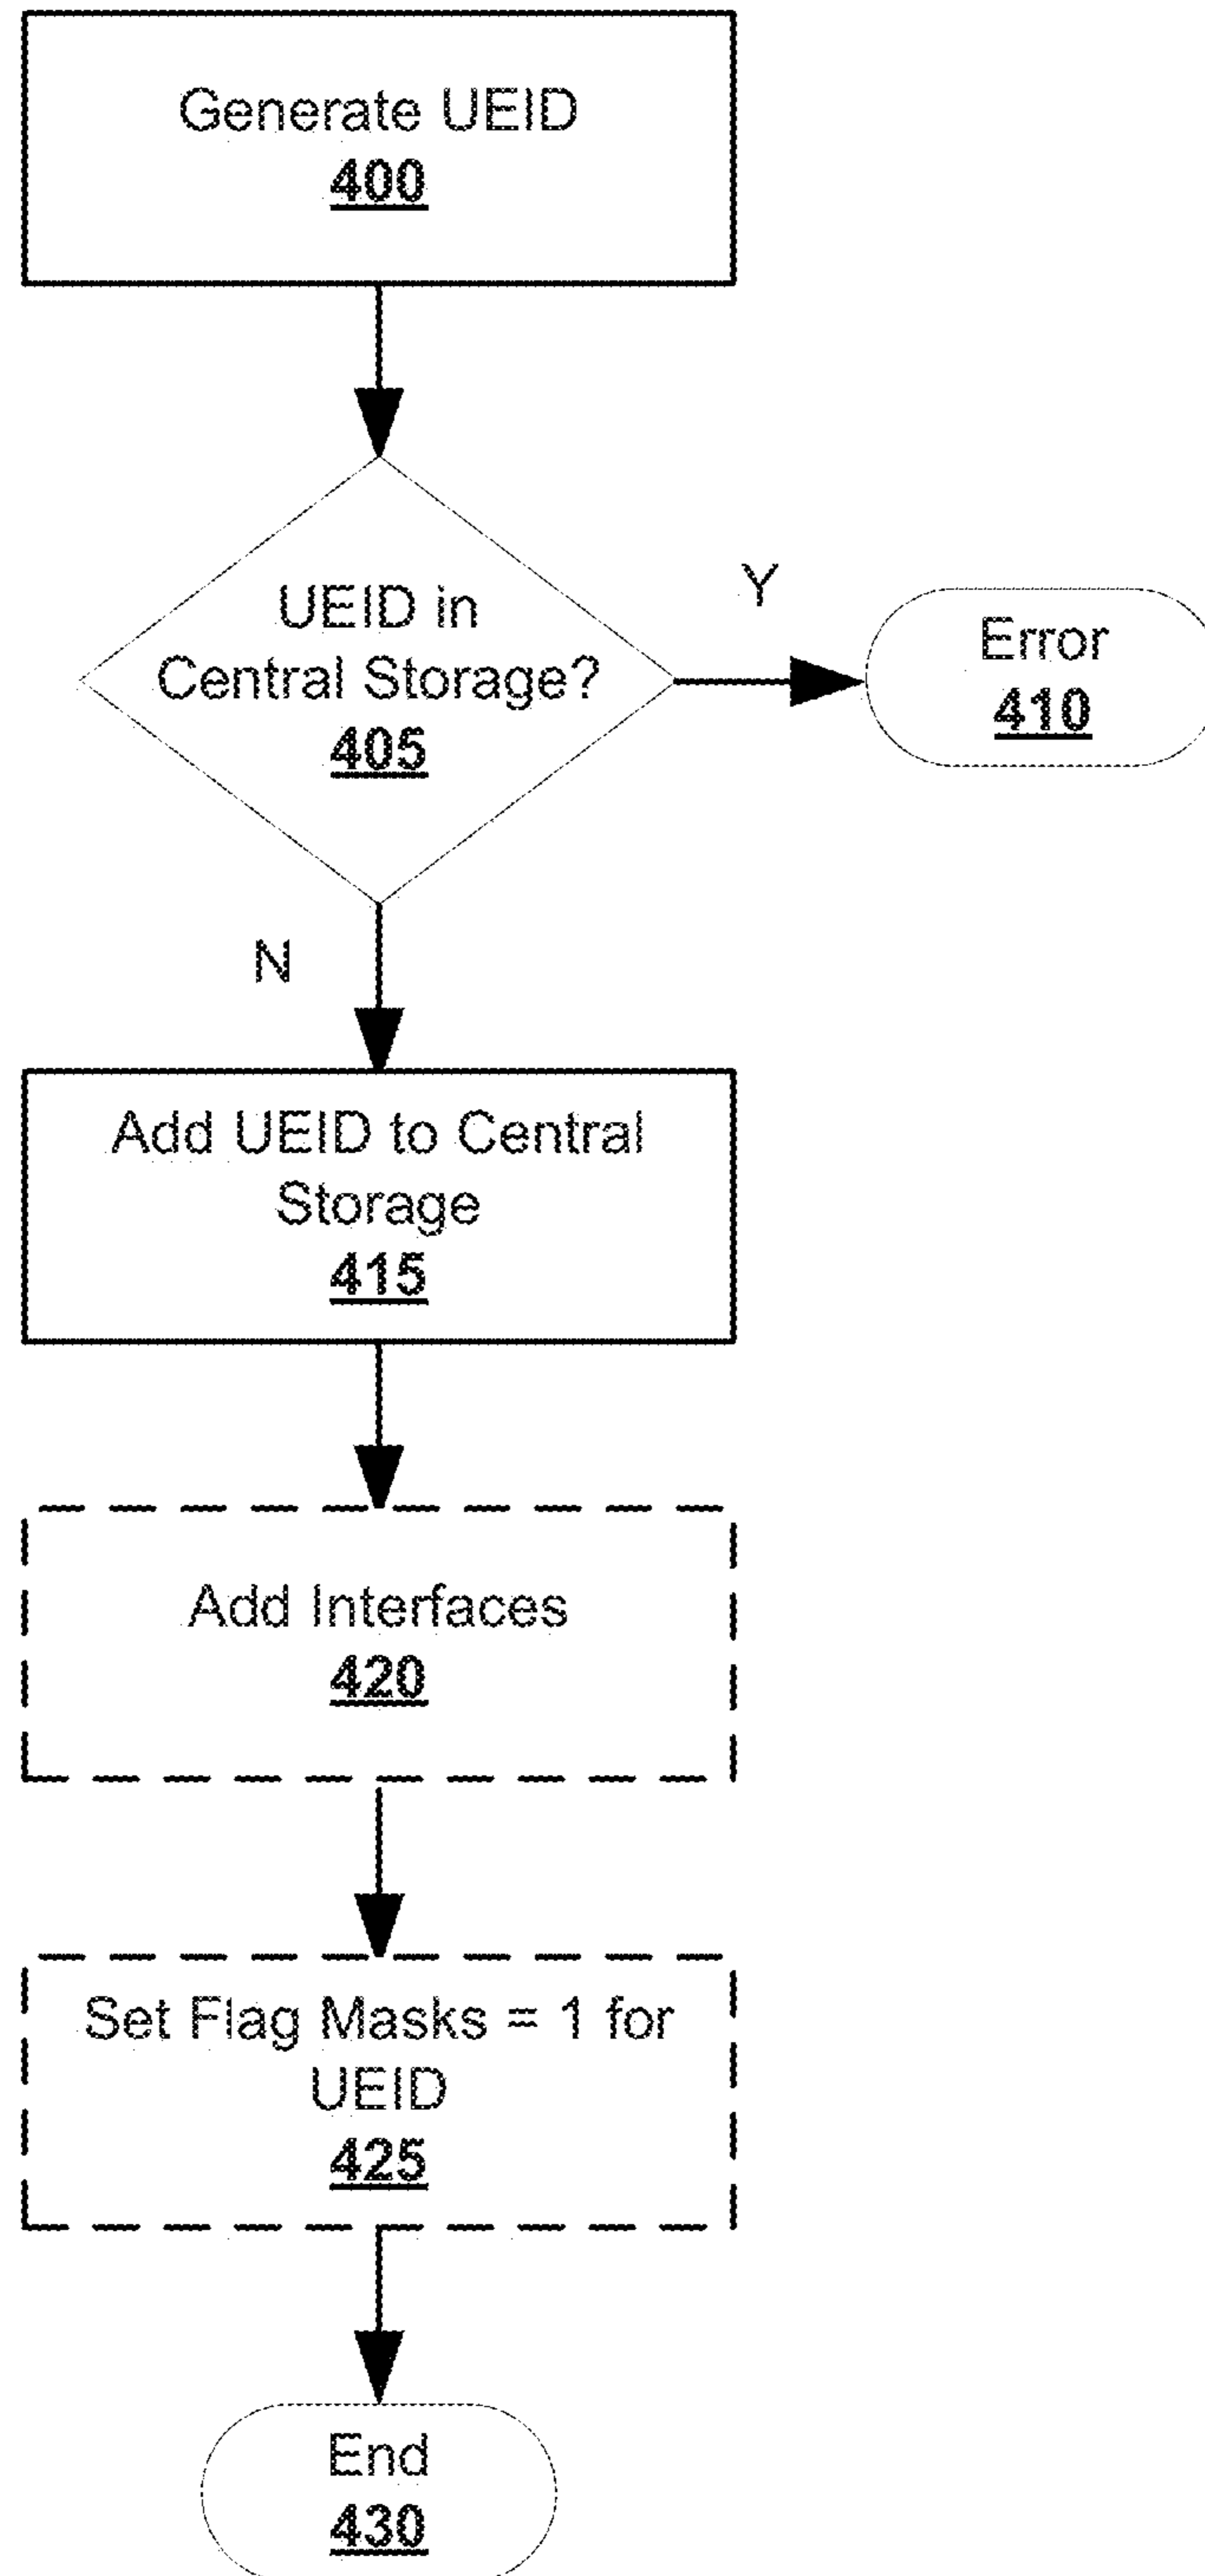 Generate UEID
400
UEID in
Central Storage?
405
Y
Error
410
N
Add UEID to Central
Storage
415
Add Interfaces
420
Set Flag Masks = 1 for
UEID
425
End
430